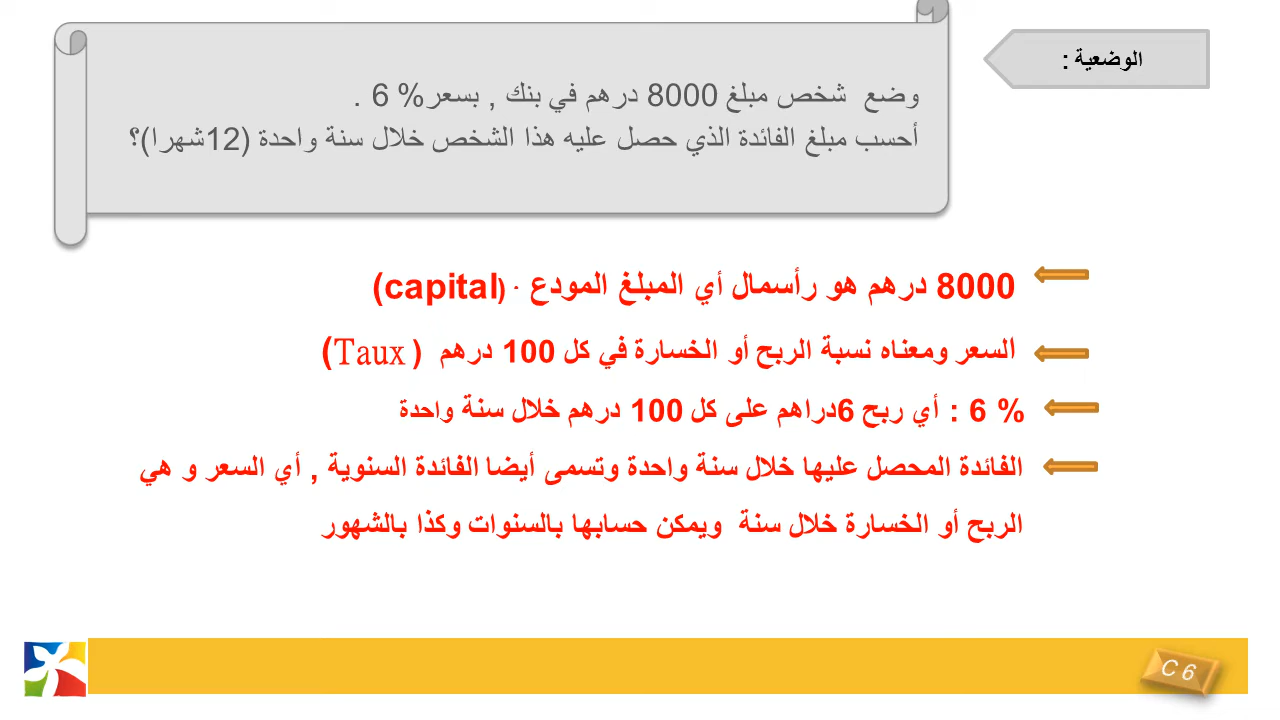 الوضعية :
وضع شخص مبلغ 8000 درهم في بنك , بسعر% 6 .
أحسب مبلغ الفائدة الذي حصل عليه هذا الشخص خلال سنة واحدة (12شهرا)؟
8000 درهم هو رأسمال أي المبلغ المودع . (capital)
السعر ومعناه نسبة الربح أو الخسارة في كل 100 درهم ( Taux)
% 6 : أي ربح 6دراهم على كل 100 درهم خلال سنة واحدة
الفائدة المحصل عليها خلال سنة واحدة وتسمى أيضا الفائدة السنوية , أي السعر و هي
الربح أو الخسارة خلال سنة ويمكن حسابها بالسنوات وكذا بالشهور
C 6